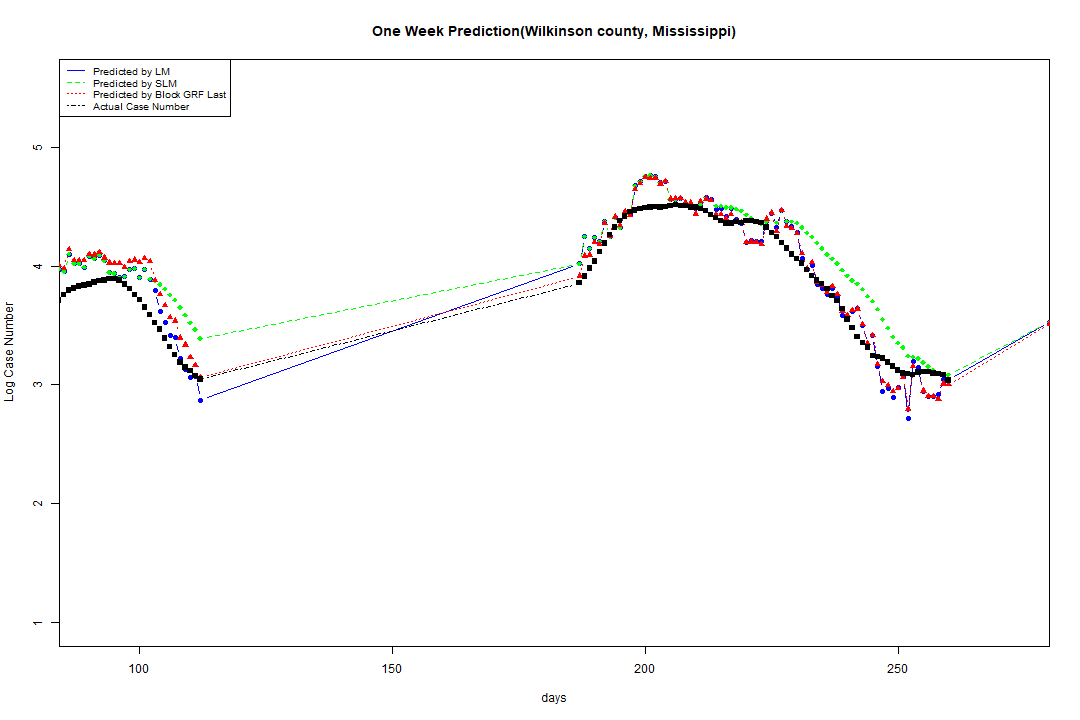 One Week Prediction(Wilkinson county, Mississippi)
Predicted by LM
Predicted by SLM
Predicted by Block GRF Last
Actual Case Number
5
4
3
2
1
Log Case Number
100 150 200 250
days